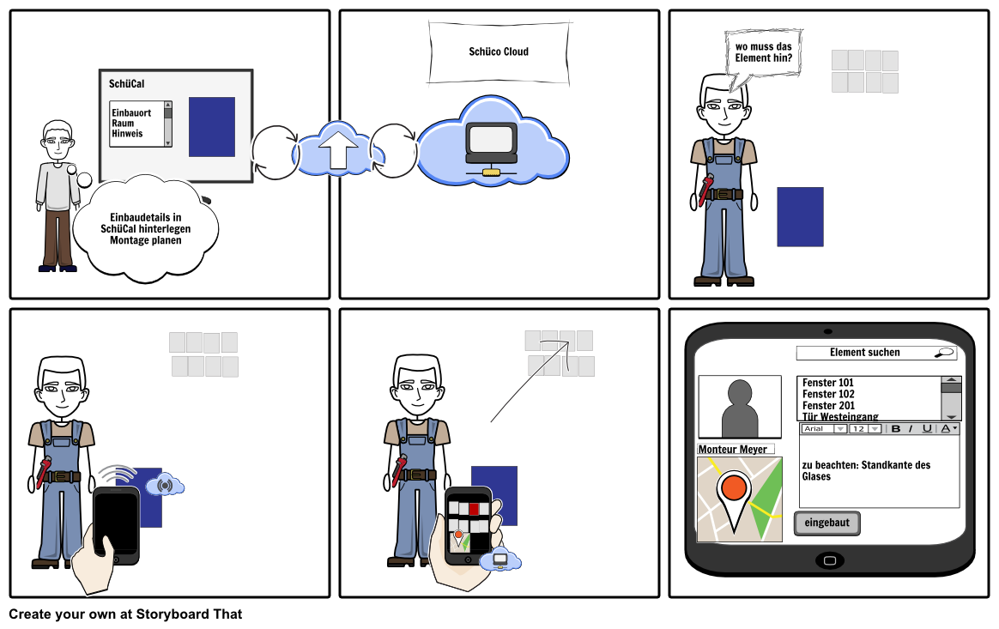 SchüCal
Einbauort
Raum
Hinweis
Einbaudetails in
SchüCal hinterlegen
Montage planen
Schüco Cloud
wo muss das
Element hin?
Element suchen
Fenster 101
Fenster 102
Fenster 201
Tür Westeingang
Arial 12 B I U A
Monteur Meyer
zu beachten: Standkante des
Glases
eingebaut
Create your own at Storyboard That